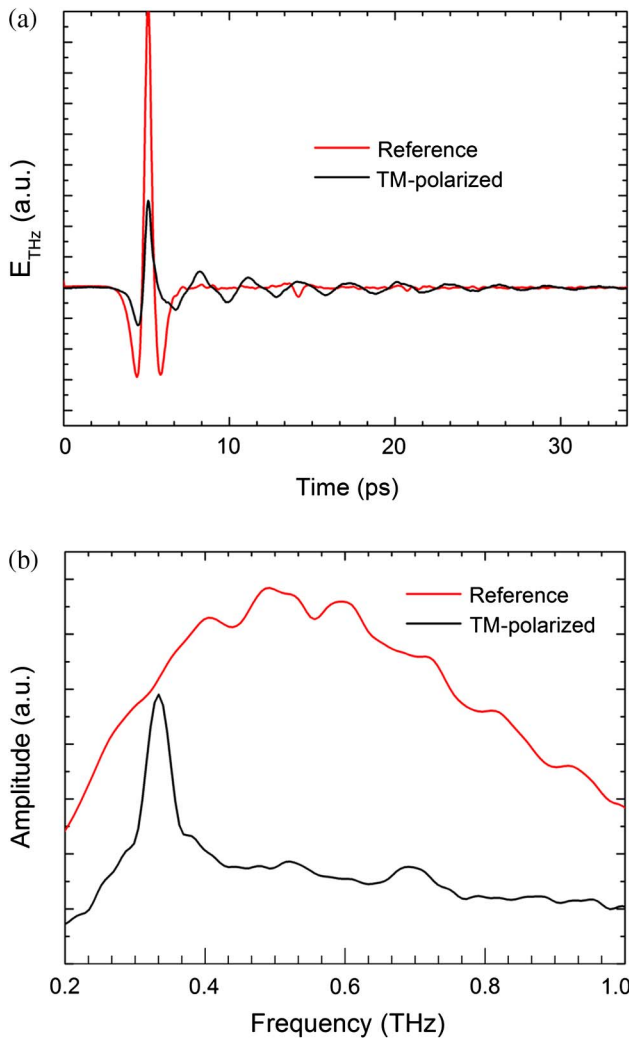 (a)
E_THz (a.u.)
Reference
TM-polarized
0 10 20 30
Time (ps)
(b)
Amplitude (a.u.)
Reference
TM-polarized
0.2 0.4 0.6 0.8 1.0
Frequency (THz)